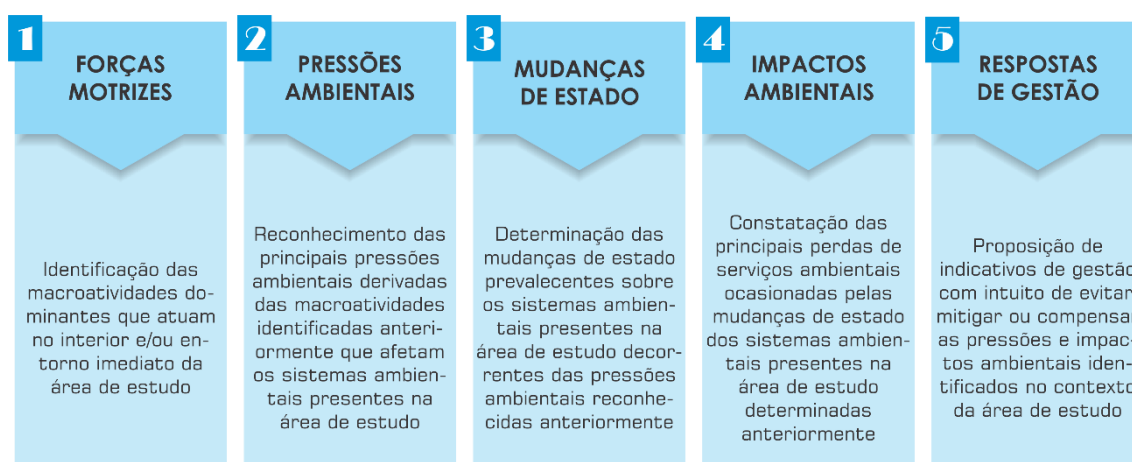 1
FORÇAS
MOTRIZES
Identificação das
macroatividades do-
minantes que atuam
no interior e/ou en-
torno imediato da
área de estudo
2
PRESSÕES
AMBIENTAIS
Reconhecimento das
principais pressões
ambientais derivadas
das macroatividades
identificadas anteri-
ormente que afetam
os sistemas ambien-
tais presentes na
área de estudo
3
MUDANÇAS
DE ESTADO
Determinação das
mudanças de estado
prevalecentes sobre
os sistemas ambien-
tais presentes na
área de estudo decor-
rentes das pressões
ambientais reconhe-
cidas anteriormente
4
IMPACTOS
AMBIENTAIS
Constatação das
principais perdas de
serviços ambientais
ocasionadas pelas
mudanças de estado
dos sistemas ambien-
tais presentes na
área de estudo
determinadas
anteriormente
5
RESPOSTAS
DE GESTÃO
Proposição de
indicativos de gestão
com intuito de evitar
mitigar ou compensar
as pressões e impac-
tos ambientais iden-
tificados no contexto
da área de estudo